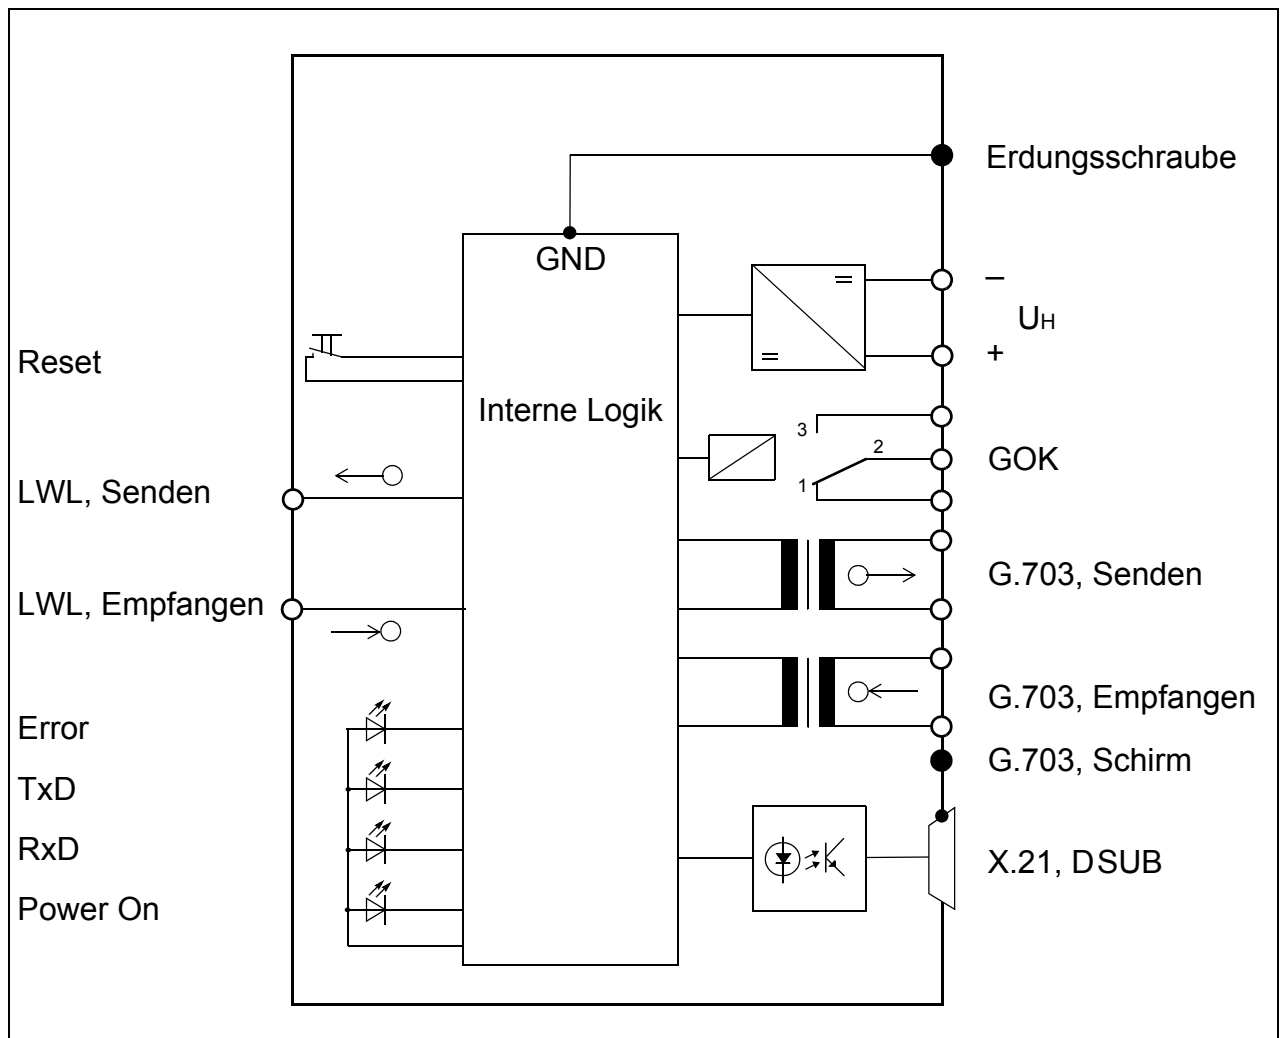 Erdungsschraube
GND
–
UH
+
Reset
Interne Logik
3
2
1
GOK
LWL, Senden
G.703, Senden
LWL, Empfangen
G.703, Empfangen
Error
G.703, Schirm
TxD
RxD
X.21, DSUB
Power On